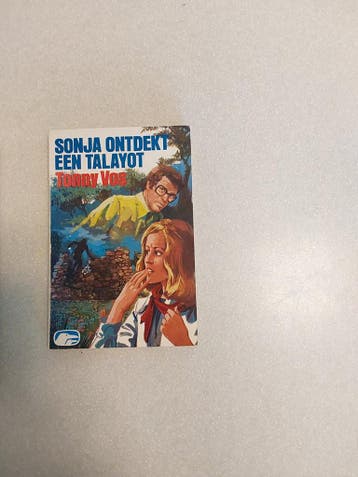 SONJA ONTDEKT
EEN TALAYOT
Tonny Vos